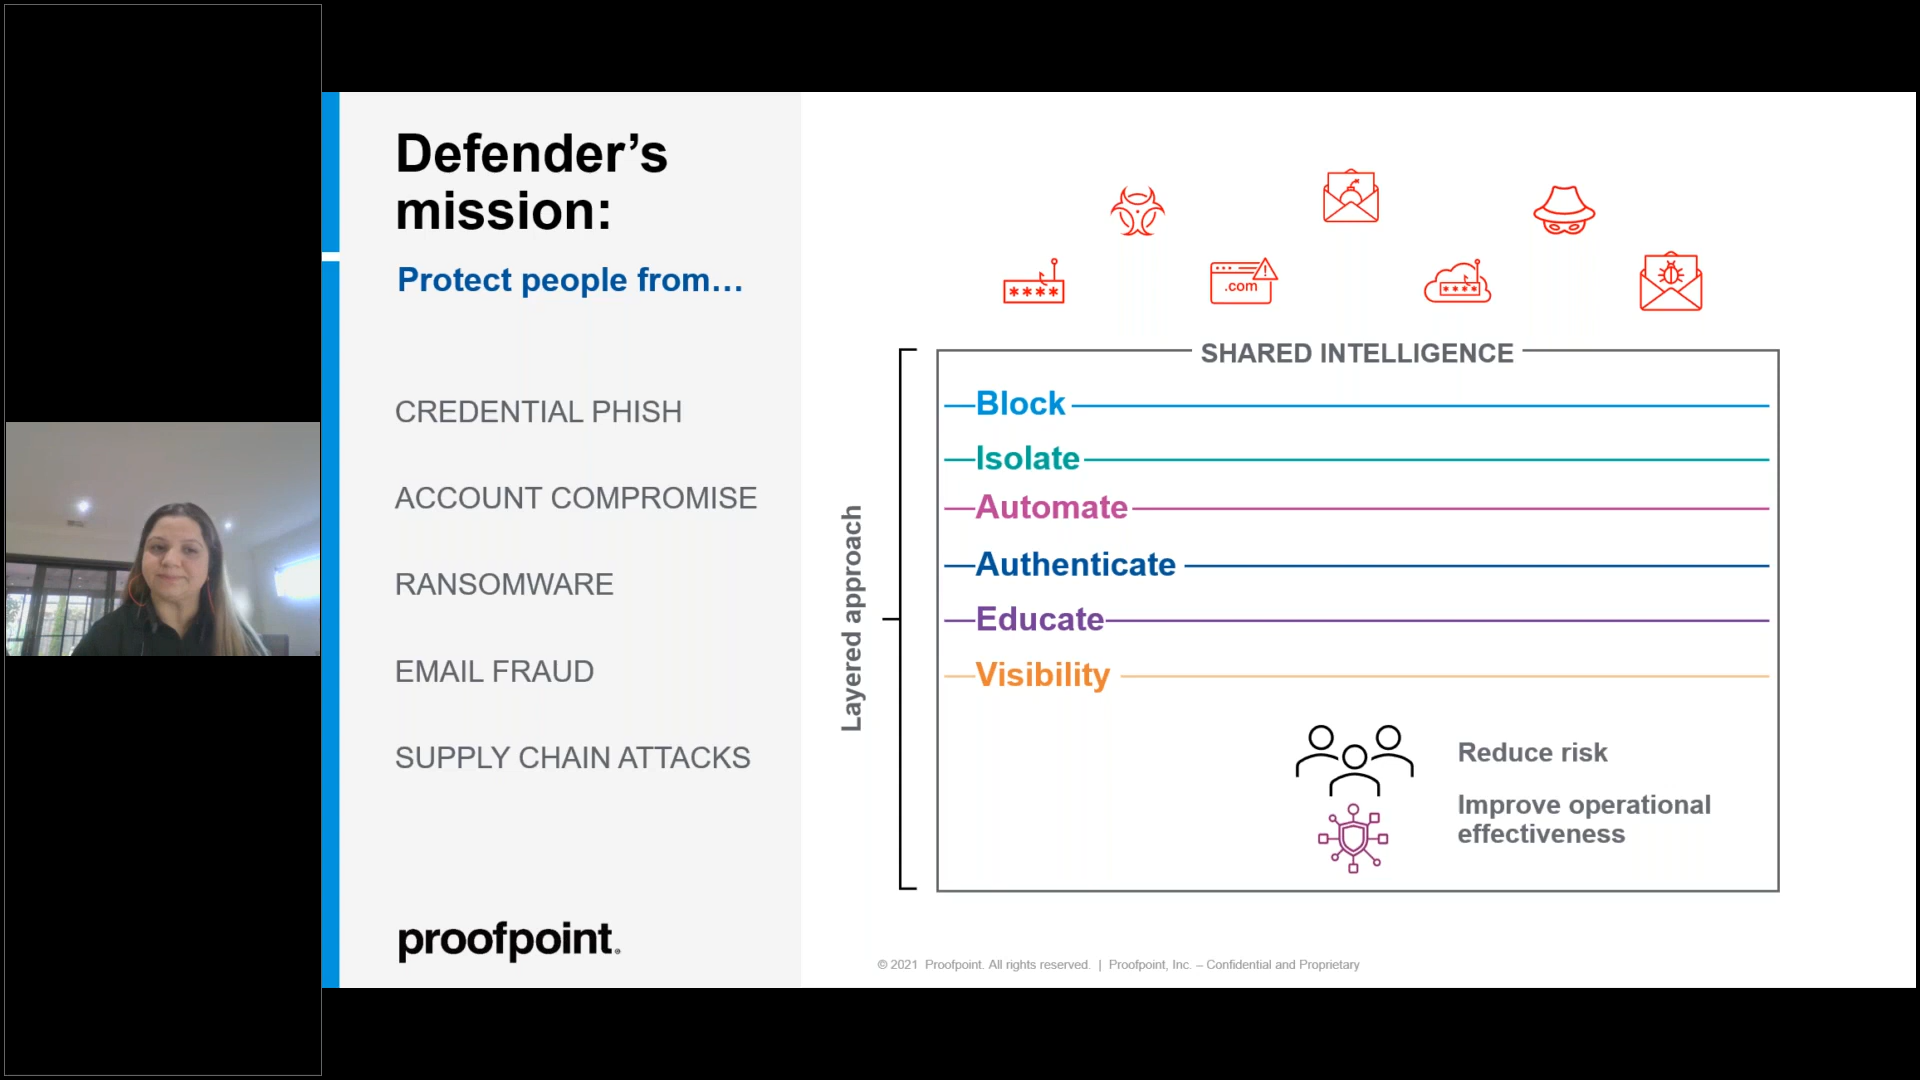 Defender’s
mission:
Protect people from…
CREDENTIAL PHISH
ACCOUNT COMPROMISE
RANSOMWARE
EMAIL FRAUD
SUPPLY CHAIN ATTACKS
proofpoint®
****
.com
****
Layered approach
SHARED INTELLIGENCE
Block
Isolate
Automate
Authenticate
Educate
Visibility
Reduce risk
Improve operational
effectiveness
© 2021 Proofpoint. All rights reserved. | Proofpoint, Inc. – Confidential and Proprietary